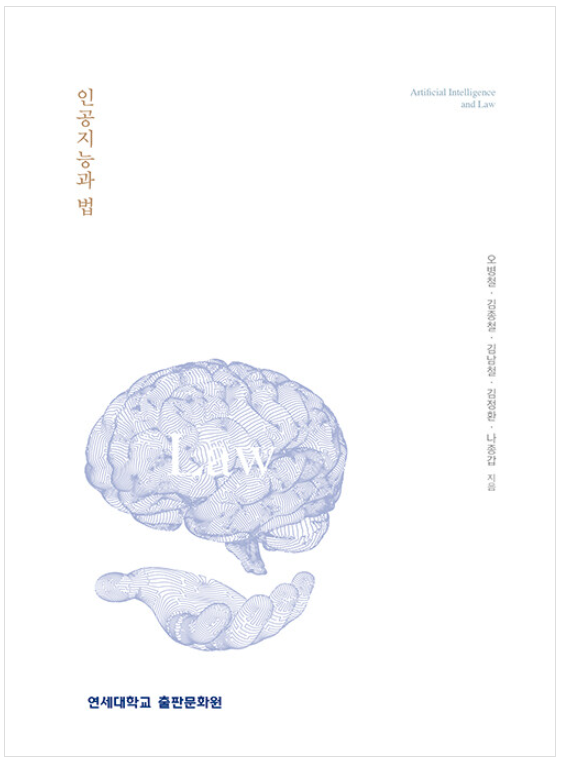 인공지능과 법
Artificial Intelligence
and Law
오병철 · 김종철 · 김남철 · 김정환 · 나종갑 지음
Law
연세대학교 출판문화원